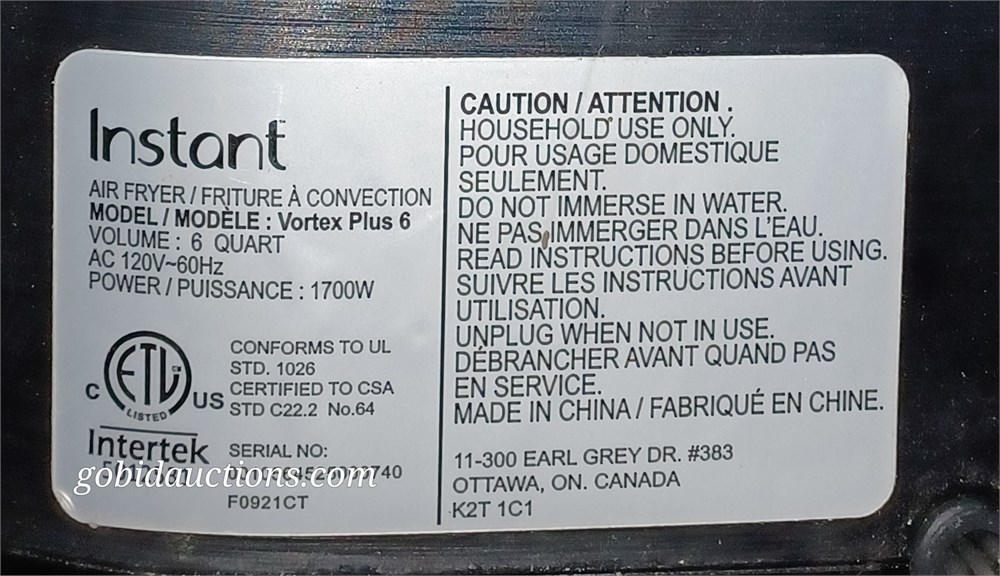 Instant
AIR FRYER / FRITURE À CONVECTION
MODEL / MODÈLE : Vortex Plus 6
VOLUME : 6 QUART
AC 120V~60Hz
POWER / PUISSANCE : 1700W
C ETL CM US
LISTED
Intertek
CONFORMS TO UL
STD. 1026
CERTIFIED TO CSA
STD C22.2 No.64
SERIAL NO:
F0921CT
gobidauctions.com
CAUTION / ATTENTION .
HOUSEHOLD USE ONLY.
POUR USAGE DOMESTIQUE
SEULEMENT.
DO NOT IMMERSE IN WATER.
NE PAS IMMERGER DANS L'EAU.
READ INSTRUCTIONS BEFORE USING.
SUIVRE LES INSTRUCTIONS AVANT
UTILISATION.
UNPLUG WHEN NOT IN USE.
DÉBRANCHER AVANT QUAND PAS
EN SERVICE.
MADE IN CHINA / FABRIQUÉ EN CHINE.
11-300 EARL GREY DR. #383
OTTAWA, ON. CANADA
K2T 1C1